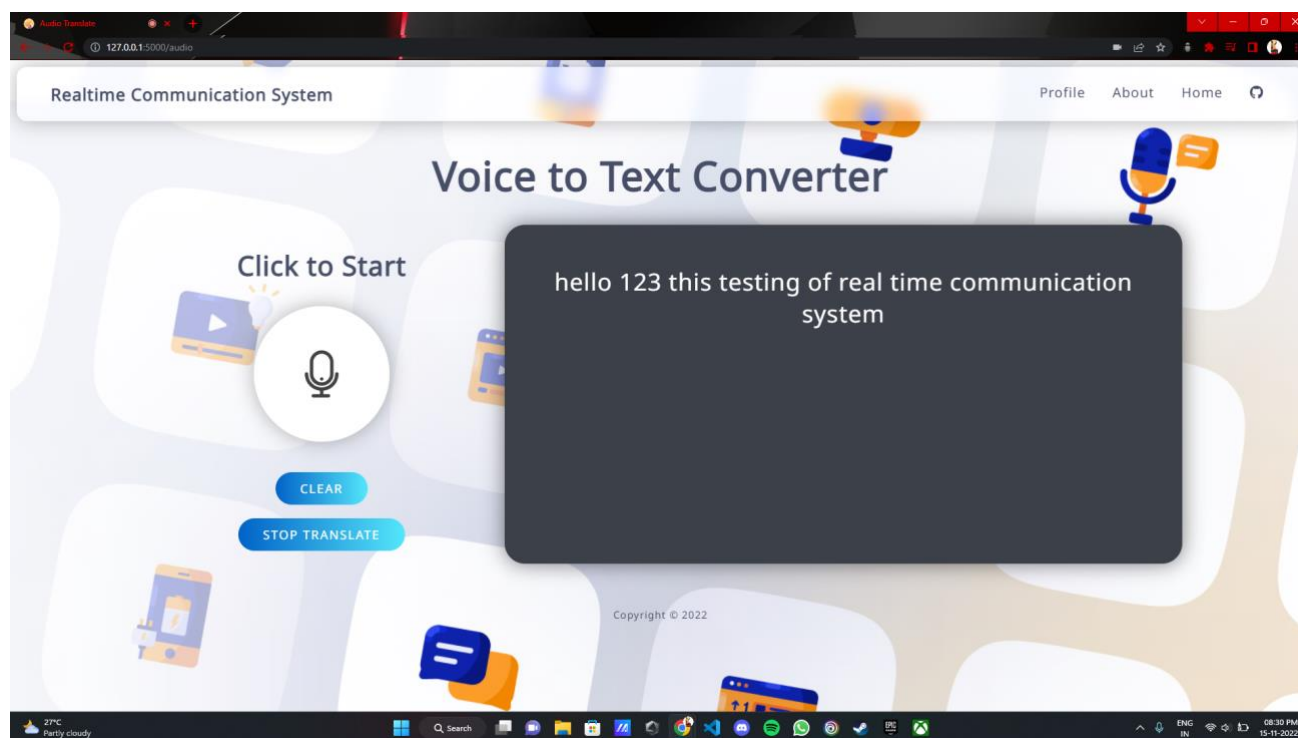 Audio Translate
127.0.0.1:5000/audio
Realtime Communication System
Profile About Home
Voice to Text Converter
Click to Start
hello 123 this testing of real time communication
system
CLEAR
STOP TRANSLATE
Copyright © 2022
27°C
Partly cloudy
Search
ENG
IN
08:30 PM
15-11-2022